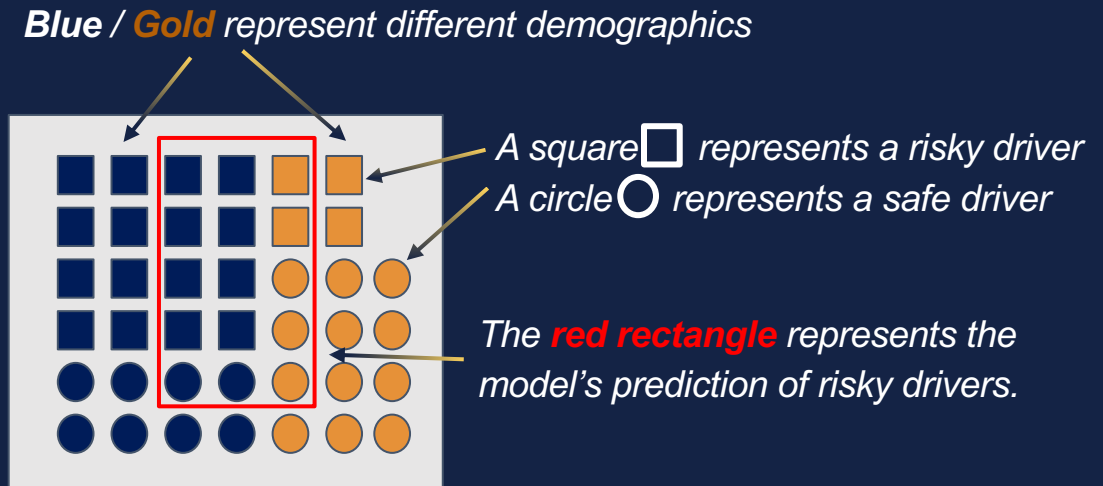 Blue / Gold represent different demographics
A square represents a risky driver
A circle represents a safe driver
The red rectangle represents the
model's prediction of risky drivers.